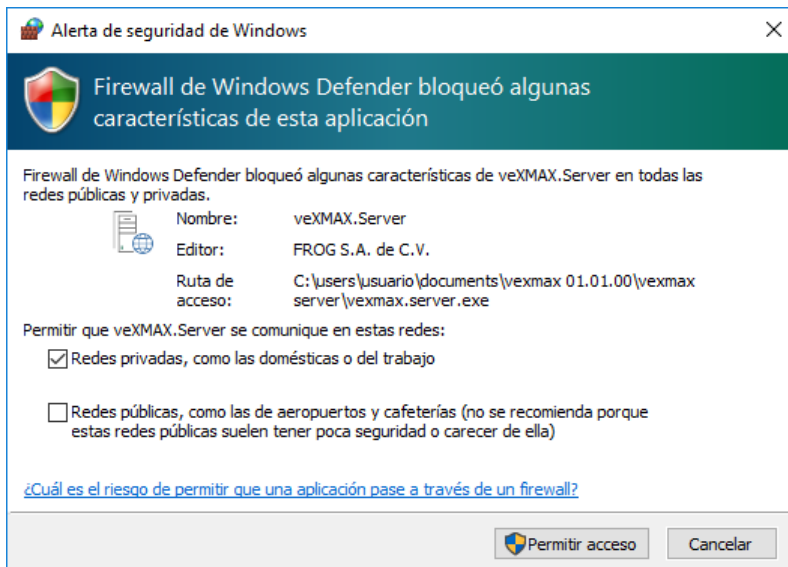 Alerta de seguridad de Windows
Firewall de Windows Defender bloqueó algunas
características de esta aplicación
Firewall de Windows Defender bloqueó algunas características de veXMAX.Server en todas las
redes públicas y privadas.
Nombre: veXMAX.Server
Editor: FROG S.A. de C.V.
Ruta de C:\users\usuario\documents\vexmax 01.01.00\vexmax
acceso: server\vexmax.server.exe
Permitir que veXMAX.Server se comunique en estas redes:
Redes privadas, como las domésticas o del trabajo
Redes públicas, como las de aeropuertos y cafeterías (no se recomienda porque
estas redes públicas suelen tener poca seguridad o carecer de ella)
¿Cuál es el riesgo de permitir que una aplicación pase a través de un firewall?
Permitir acceso Cancelar